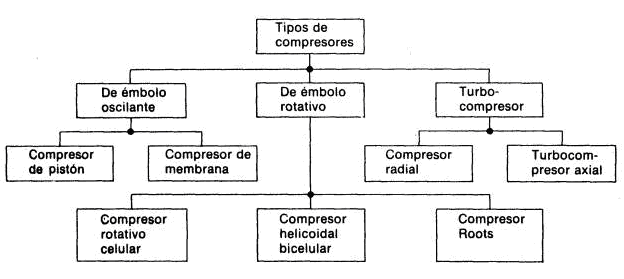 Tipos de
compresores
De émbolo
oscilante
De émbolo
rotativo
Turbo-
compresor
Compresor
de pistón
Compresor de
membrana
Compresor
radial
Turbocom-
presor axial
Compresor
rotativo
celular
Compresor
helicoidal
bicelular
Compresor
Roots